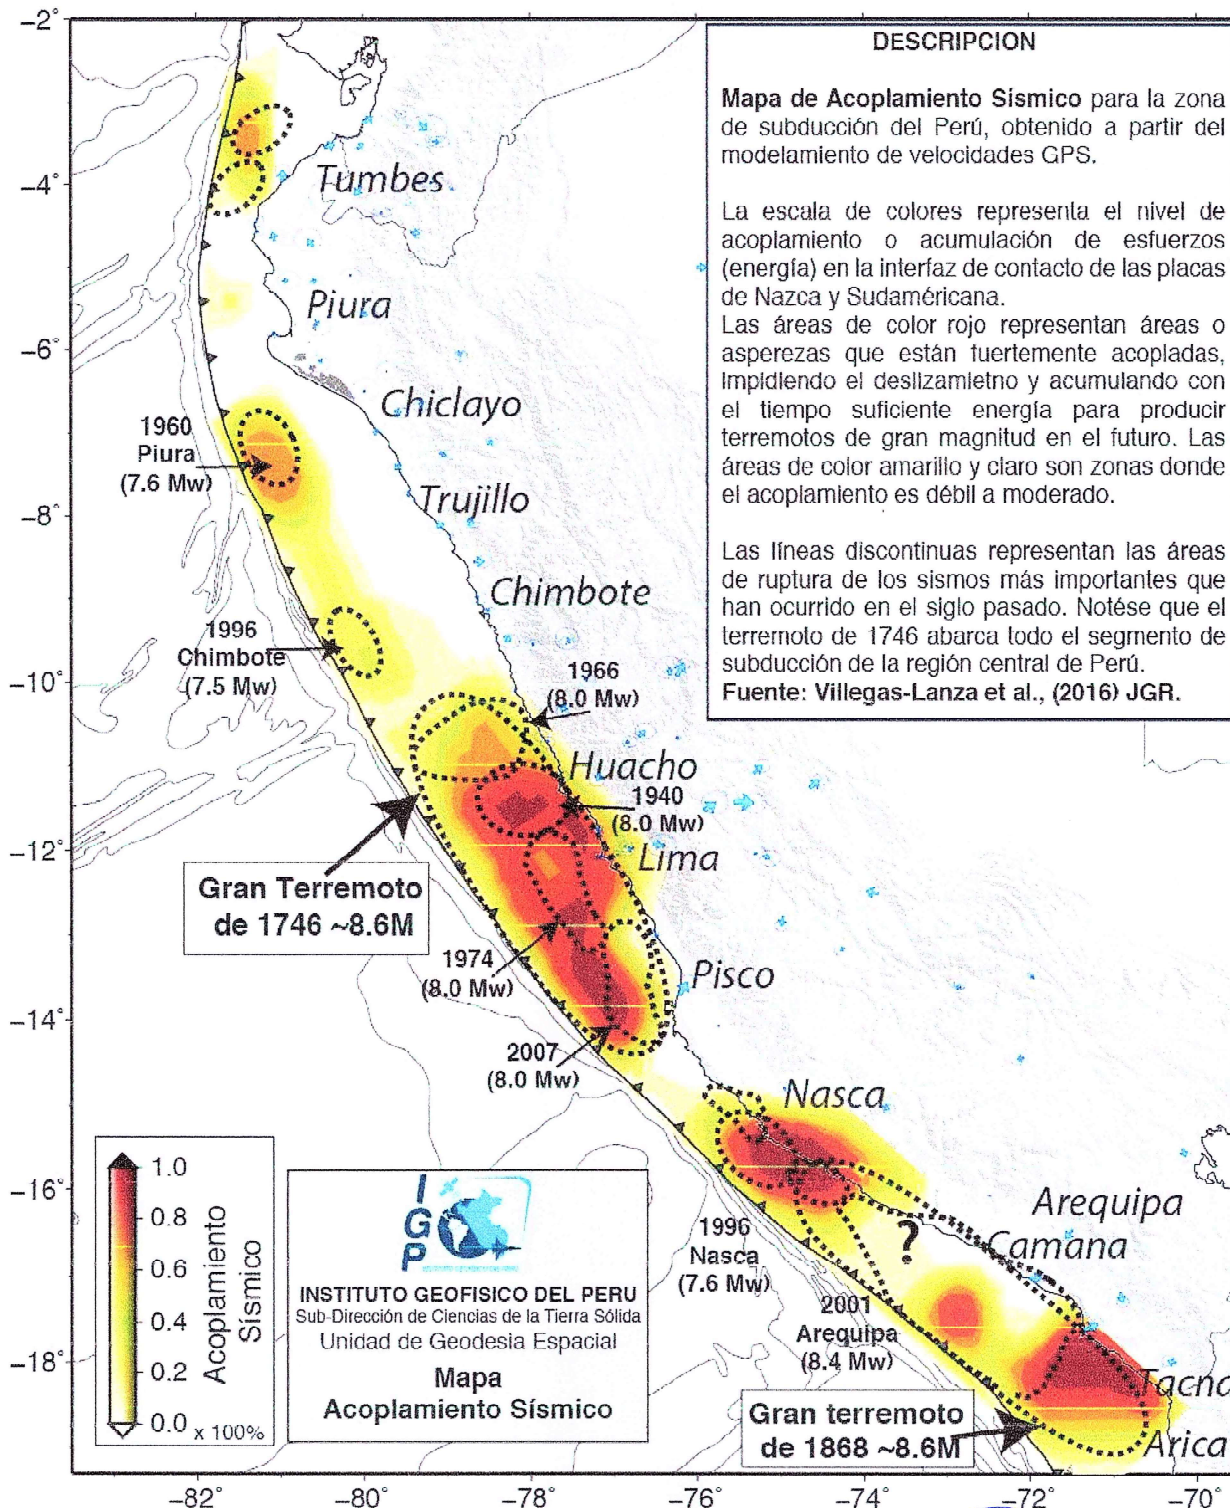 DESCRIPCION
Mapa de Acoplamiento Sísmico para la zona
de subducción del Perú, obtenido a partir del
modelamiento de velocidades GPS.
La escala de colores representa el nivel de
acoplamiento o acumulación de esfuerzos
(energía) en la interfaz de contacto de las placas
de Nazca y Sudaméricana.
Las áreas de color rojo representan áreas o
asperezas que están fuertemente acopladas,
impidiendo el deslizamietno y acumulando con
el tiempo suficiente energía para producir
terremotos de gran magnitud en el futuro. Las
áreas de color amarillo y claro son zonas donde
el acoplamiento es débil a moderado.
Las líneas discontinuas representan las áreas
de ruptura de los sismos más importantes que
han ocurrido en el siglo pasado. Notése que el
terremoto de 1746 abarca todo el segmento de
subducción de la región central de Perú.
Fuente: Villegas-Lanza et al., (2016) JGR.
−2°
−4°
−6°
−8°
−10°
−12°
−14°
−16°
−18°
Tumbes
Piura
Chiclayo
1960
Piura
(7.6 Mw)
Trujillo
Chimbote
1996
Chimbote
(7.5 Mw)
1966
(8.0 Mw)
Huacho
1940
(8.0 Mw)
Lima
Gran Terremoto
de 1746 ~8.6M
1974
(8.0 Mw)
Pisco
2007
(8.0 Mw)
Nasca
1996
Nasca
(7.6 Mw)
?
Arequipa
Camana
2001
Arequipa
(8.4 Mw)
Tacna
Gran terremoto
de 1868 ~8.6M
Arica
1.0
0.8
0.6
0.4
0.2
0.0 x 100%
Acoplamiento
Sísmico
IGP
INSTITUTO GEOFISICO DEL PERU
Sub-Dirección de Ciencias de la Tierra Sólida
Unidad de Geodesia Espacial
Mapa
Acoplamiento Sísmico
−82° −80° −78° −76° −74° −72° −70°